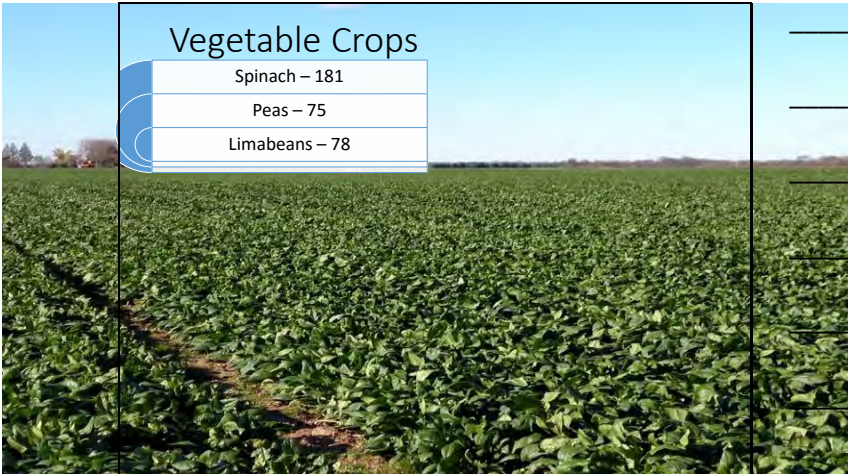 Vegetable Crops
Spinach – 181
Peas – 75
Limabeans – 78